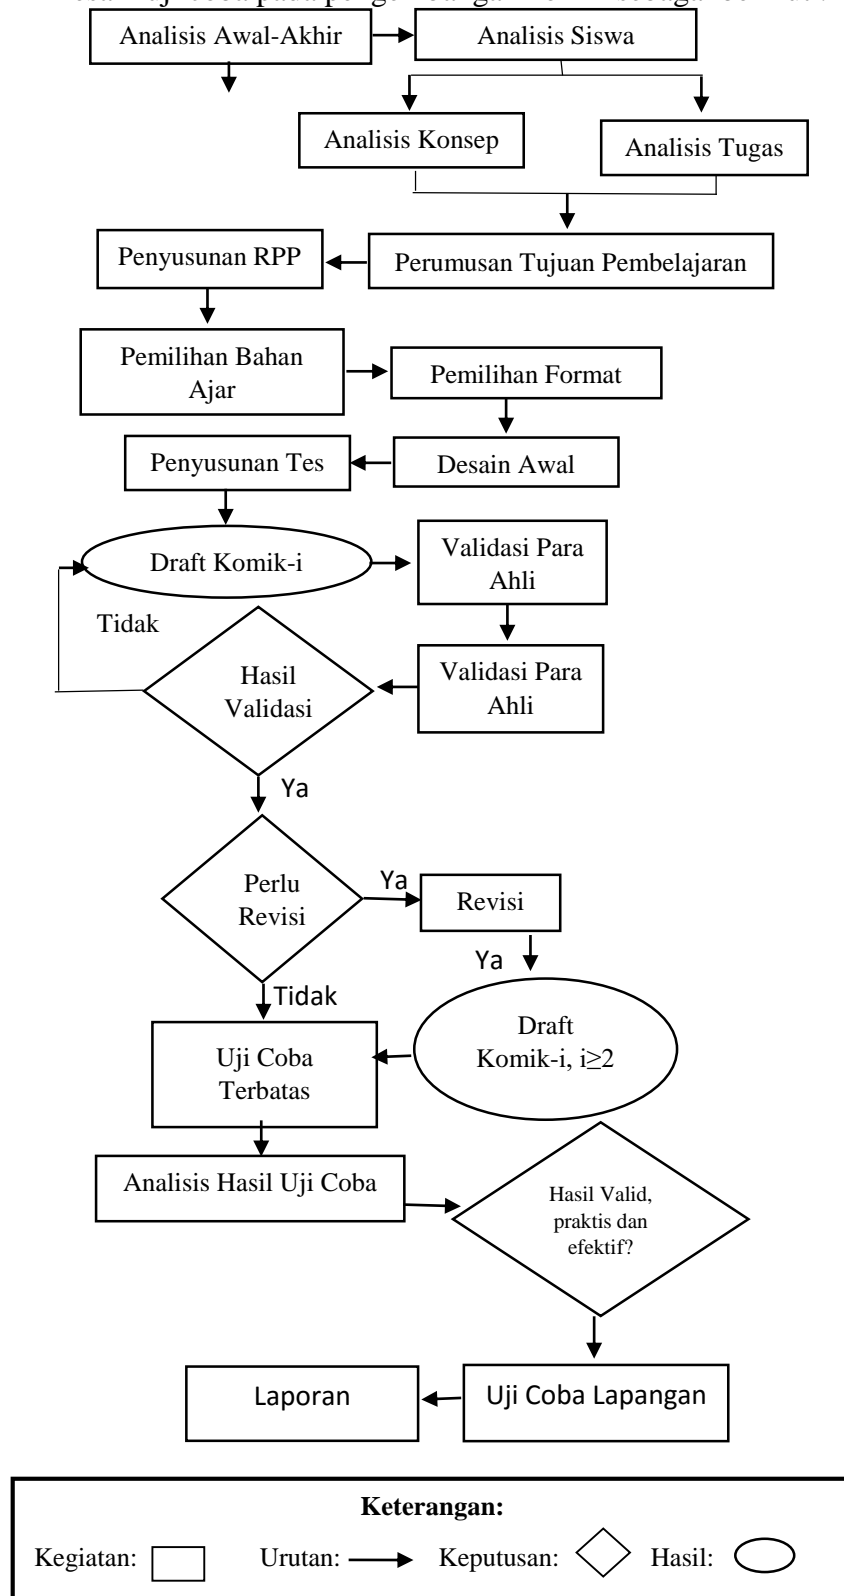 Analisis Awal-Akhir
Analisis Siswa
Analisis Konsep
Analisis Tugas
Penyusunan RPP
Perumusan Tujuan Pembelajaran
Pemilihan Bahan
Ajar
Pemilihan Format
Penyusunan Tes
Desain Awal
Draft Komik-i
Validasi Para
Ahli
Tidak
Hasil
Validasi
Validasi Para
Ahli
Ya
Perlu
Revisi
Ya
Revisi
Ya
Tidak
Draft
Komik-i, i≥2
Uji Coba
Terbatas
Analisis Hasil Uji Coba
Hasil Valid,
praktis dan
efektif?
Laporan
Uji Coba Lapangan
Keterangan:
Kegiatan: Urutan: Keputusan: Hasil: